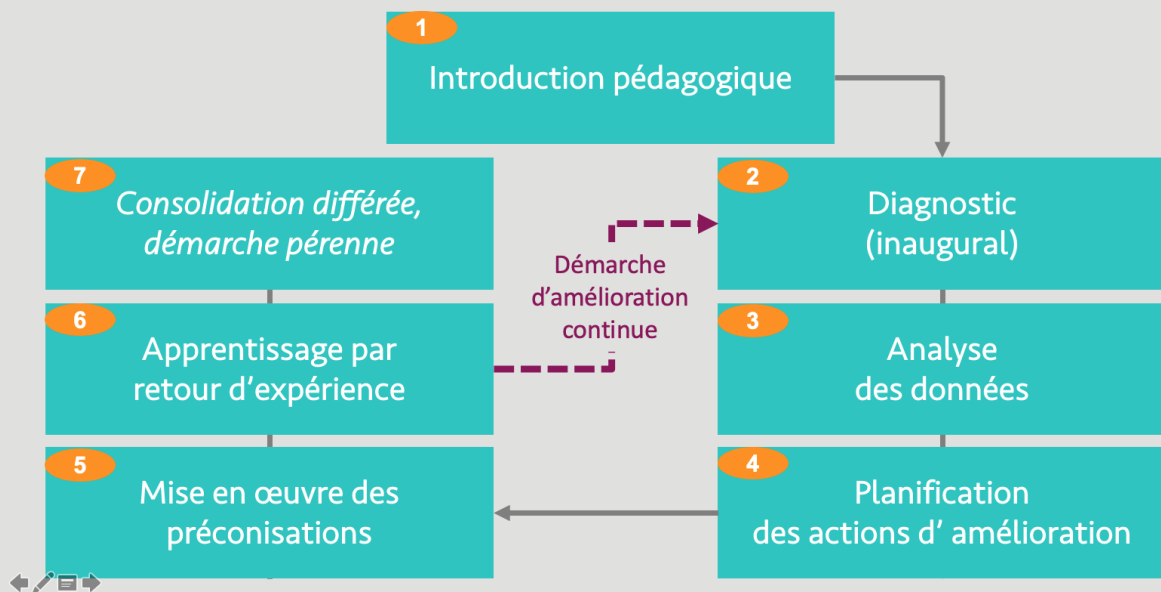 1
Introduction pédagogique
2
Diagnostic
(inaugural)
3
Analyse
des données
4
Planification
des actions d’ amélioration
5
Mise en œuvre des
préconisations
6
Apprentissage par
retour d’expérience
7
Consolidation différée,
démarche pérenne
Démarche
d’amélioration
continue